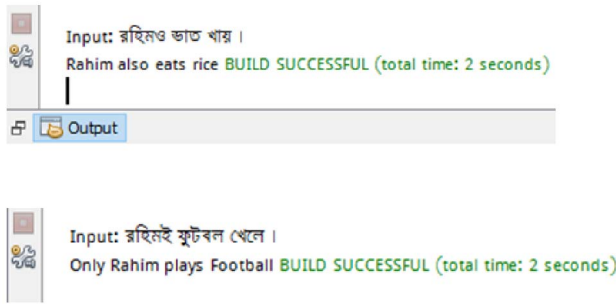 Input: রহিমও ভাত খায়।
Rahim also eats rice BUILD SUCCESSFUL (total time: 2 seconds)
Output
Input: রহিমই ফুটবল খেলে।
Only Rahim plays Football BUILD SUCCESSFUL (total time: 2 seconds)